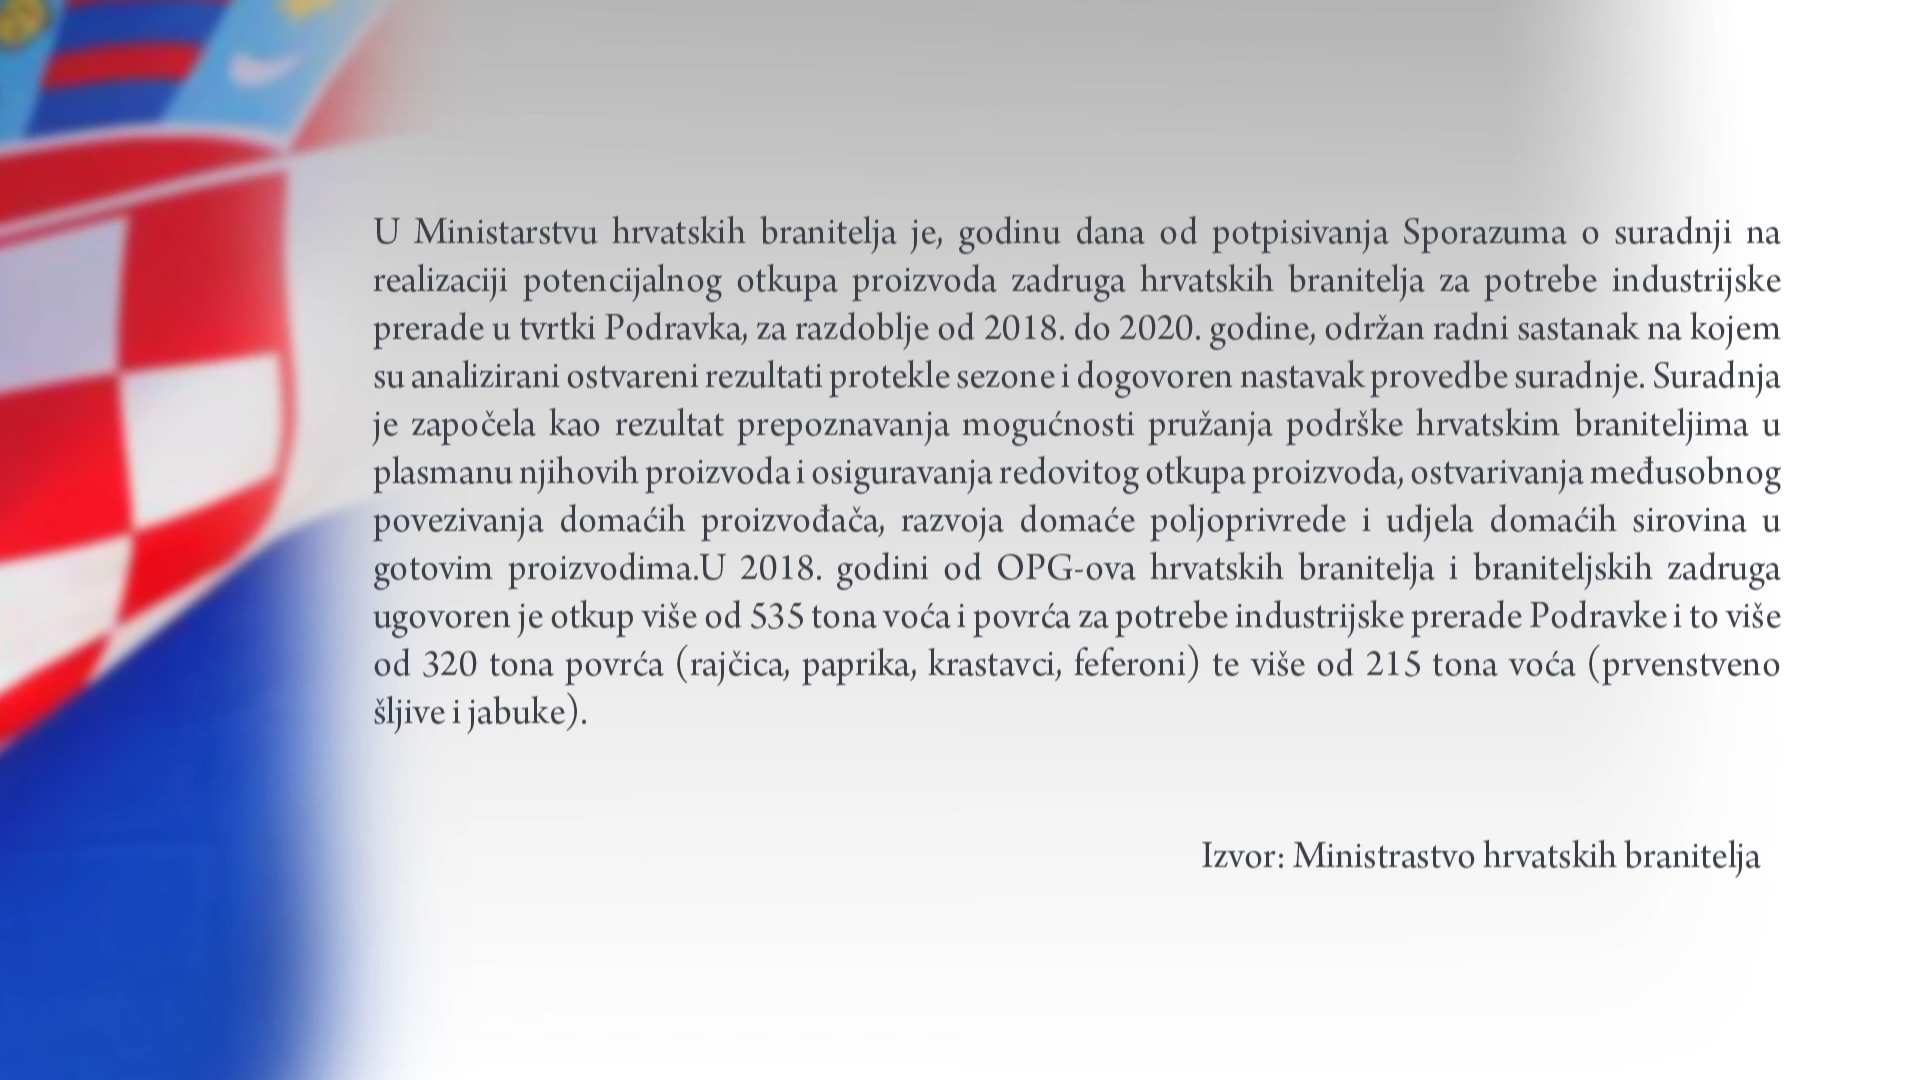 U Ministarstvu hrvatskih branitelja je, godinu dana od potpisivanja Sporazuma o suradnji na
realizaciji potencijalnog otkupa proizvoda zadruga hrvatskih branitelja za potrebe industrijske
prerade u tvrtki Podravka, za razdoblje od 2018. do 2020. godine, održan radni sastanak na kojem
su analizirani ostvareni rezultati protekle sezone i dogovoren nastavak provedbe suradnje. Suradnja
je započela kao rezultat prepoznavanja mogućnosti pružanja podrške hrvatskim braniteljima u
plasmanu njihovih proizvoda i osiguravanja redovitog otkupa proizvoda, ostvarivanja međusobnog
povezivanja domaćih proizvođača, razvoja domaće poljoprivrede i udjela domaćih sirovina u
gotovim proizvodima.U 2018. godini od OPG-ova hrvatskih branitelja i braniteljskih zadruga
ugovoren je otkup više od 535 tona voća i povrća za potrebe industrijske prerade Podravke i to više
od 320 tona povrća (rajčica, paprika, krastavci, feferoni) te više od 215 tona voća (prvenstveno
šljive i jabuke).
Izvor: Ministrastvo hrvatskih branitelja